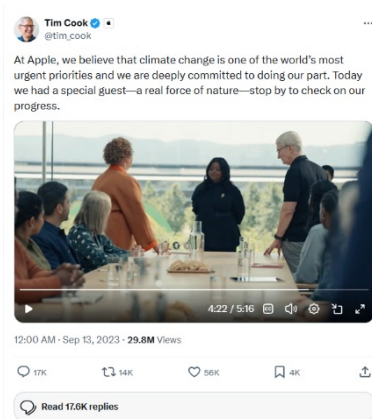 Tim Cook
@tim_cook
At Apple, we believe that climate change is one of the world's most
urgent priorities and we are deeply committed to doing our part. Today
we had a special guest—a real force of nature—stop by to check on our
progress.
4:22 / 5:16
12:00 AM · Sep 13, 2023 · 29.8M Views
17K 14K 56K 4K
Read 17.6K replies